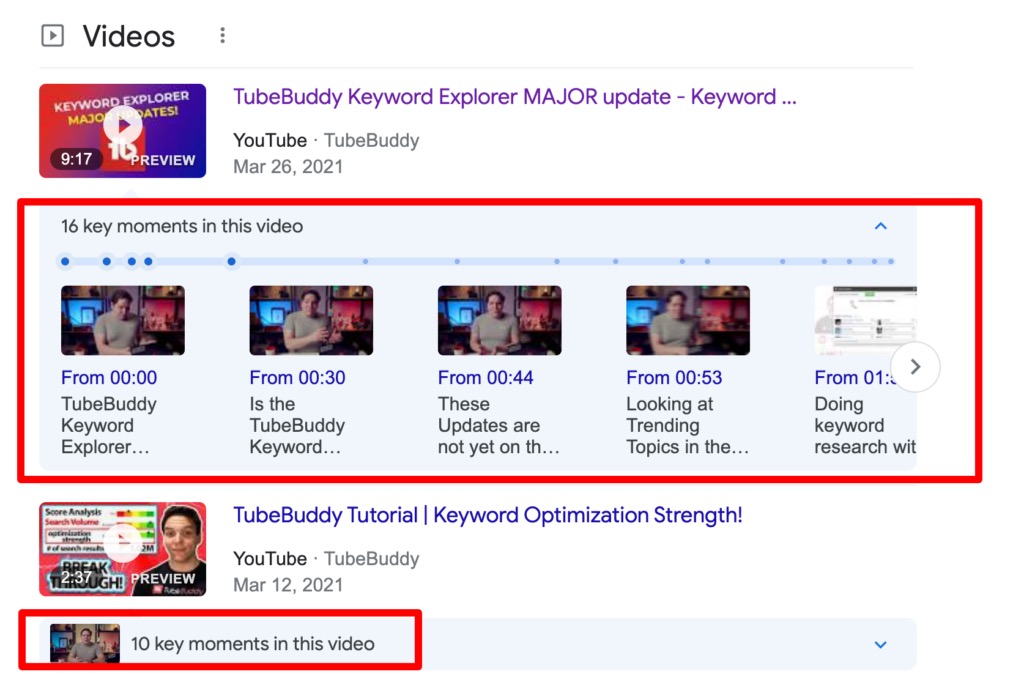 Videos
KEYWORD EXPLORER
MAJOR UPDATES!
9:17
PREVIEW
TubeBuddy Keyword Explorer MAJOR update - Keyword ...
YouTube · TubeBuddy
Mar 26, 2021
16 key moments in this video
From 00:00
TubeBuddy
Keyword
Explorer…
From 00:30
Is the
TubeBuddy
Keyword…
From 00:44
These
Updates are
not yet on th…
From 00:53
Looking at
Trending
Topics in the…
From 01:
Doing
keyword
research wit
Score Analysis
Search Volume
optimization
strength
# of search results
BREAK
THROUGH!
2:37
PREVIEW
TubeBuddy
TubeBuddy Tutorial | Keyword Optimization Strength!
YouTube · TubeBuddy
Mar 12, 2021
10 key moments in this video